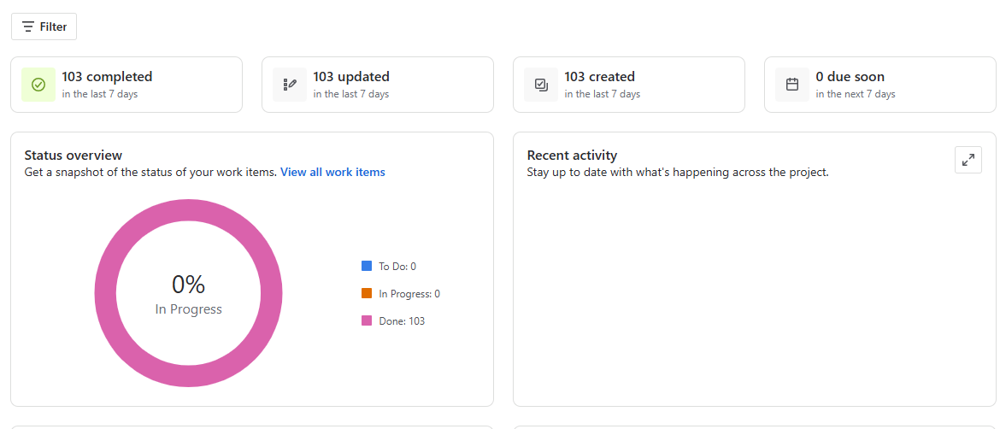 Filter
103 completed
in the last 7 days
103 updated
in the last 7 days
103 created
in the last 7 days
0 due soon
in the next 7 days
Status overview
Get a snapshot of the status of your work items. View all work items
0%
In Progress
To Do: 0
In Progress: 0
Done: 103
Recent activity
Stay up to date with what's happening across the project.